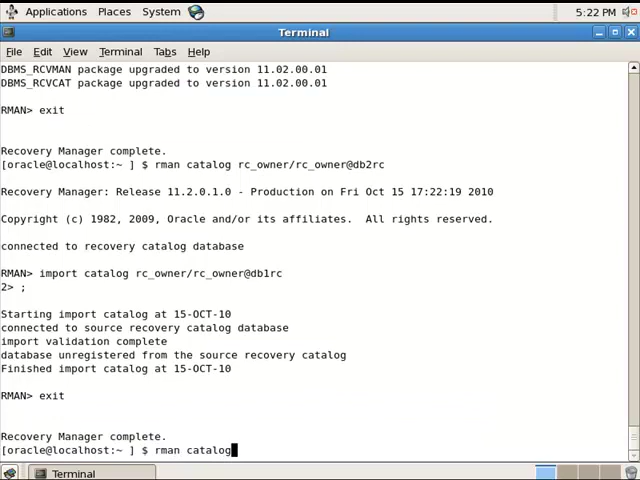 Applications Places System 5:22 PM
Terminal
File Edit View Terminal Tabs Help
DBMS_RCVMAN package upgraded to version 11.02.00.01
DBMS_RCVCAT package upgraded to version 11.02.00.01
RMAN> exit
Recovery Manager complete.
[oracle@localhost:~ ] $ rman catalog rc_owner/rc_owner@db2rc
Recovery Manager: Release 11.2.0.1.0 - Production on Fri Oct 15 17:22:19 2010
Copyright (c) 1982, 2009, Oracle and/or its affiliates.  All rights reserved.
connected to recovery catalog database
RMAN> import catalog rc_owner/rc_owner@db1rc
2> ;
Starting import catalog at 15-OCT-10
connected to source recovery catalog database
import validation complete
database unregistered from the source recovery catalog
Finished import catalog at 15-OCT-10
RMAN> exit
Recovery Manager complete.
[oracle@localhost:~ ] $ rman catalog
Terminal